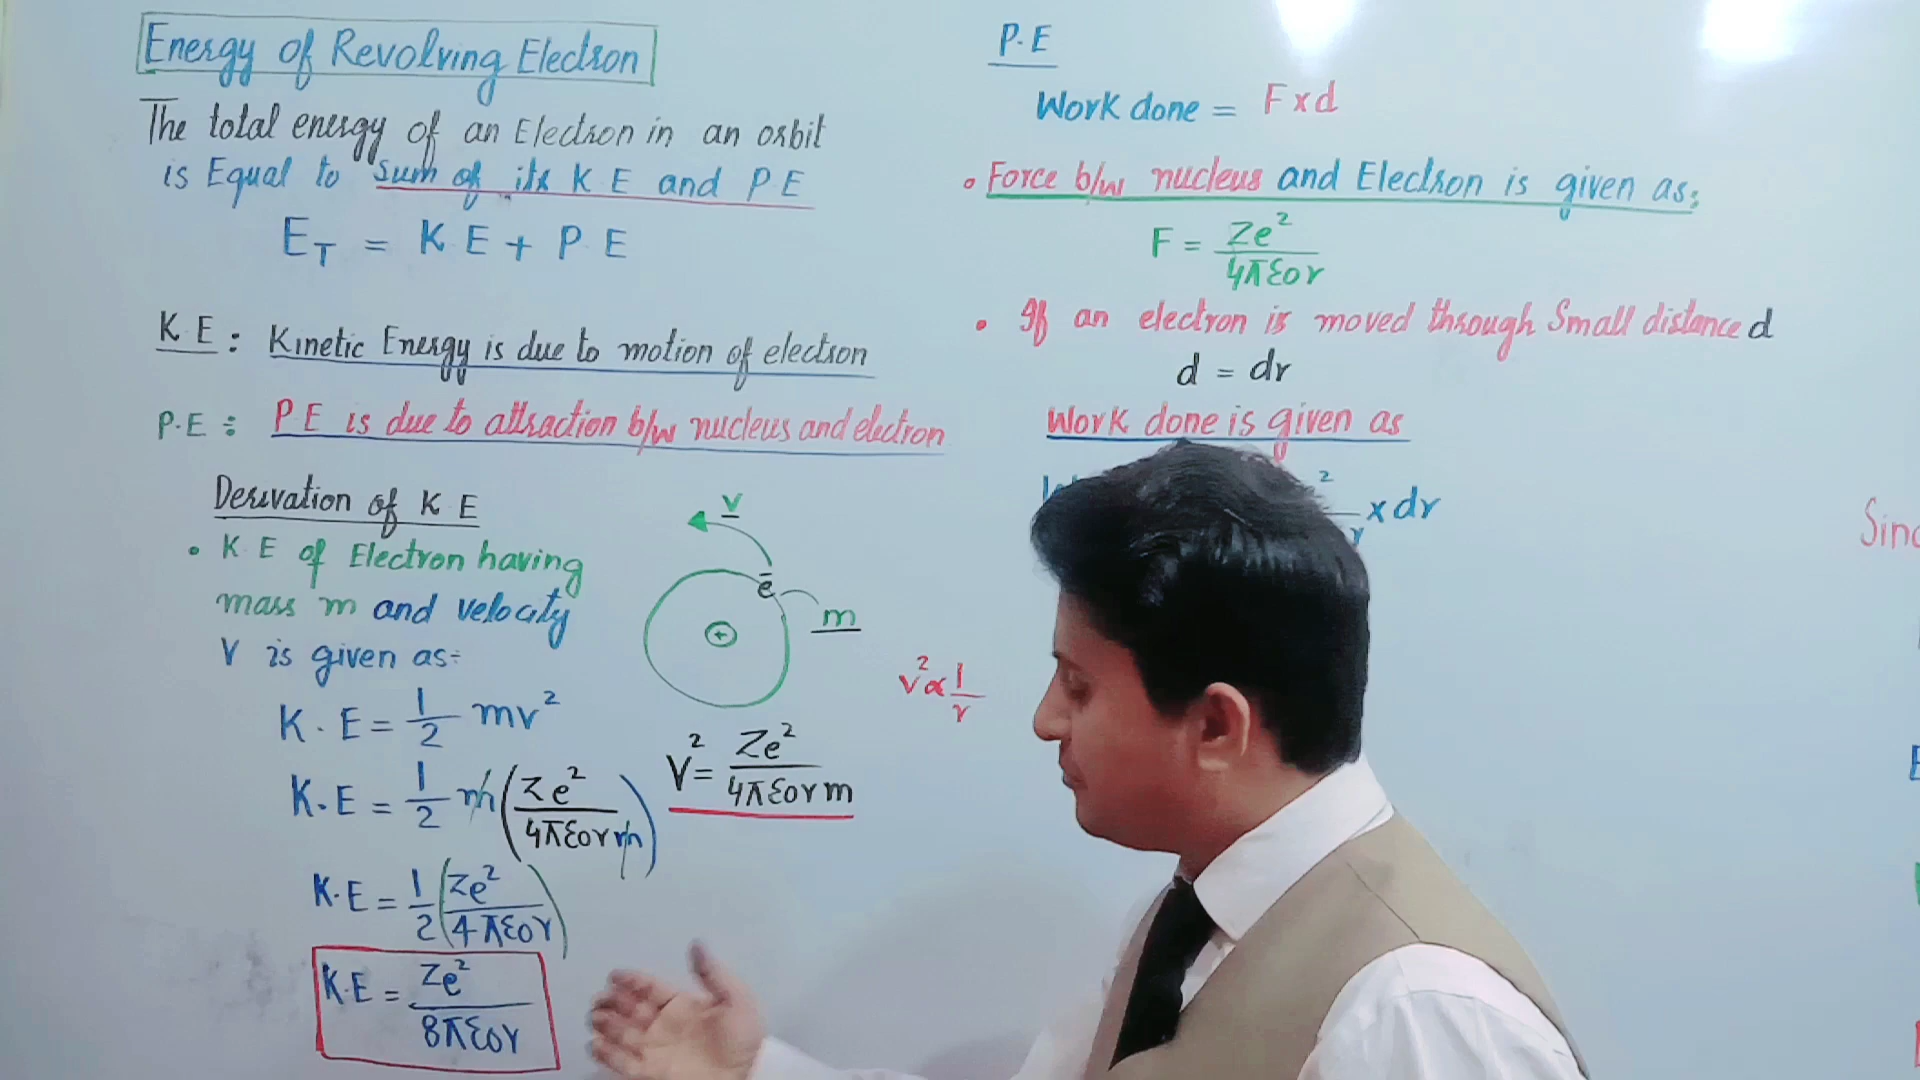 Energy of Revolving Electron
The total energy of an Electron in an orbit
is Equal to sum of its K E and P E
E_T = K E + P E
K E : Kinetic Energy is due to motion of electron
P.E : P E is due to attraction b/w nucleus and electron
Derivation of K E
• K E of Electron having
mass m and velocity
V is given as:
K . E = 1/2 mv²
K . E = 1/2 m (Ze²/4πε₀rm)
K . E = 1/2 (Ze²/4πε₀r)
K.E = Ze²/8πε₀r
v
e⁻
+
m
V² = Ze²/4πε₀rm
v² ∝ 1/r
P.E
Work done = F x d
• Force b/w nucleus and Electron is given as:
F = Ze²/4πε₀r
• If an electron is moved through Small distance d
d = dr
Work done is given as
2
r x dr
Sinc